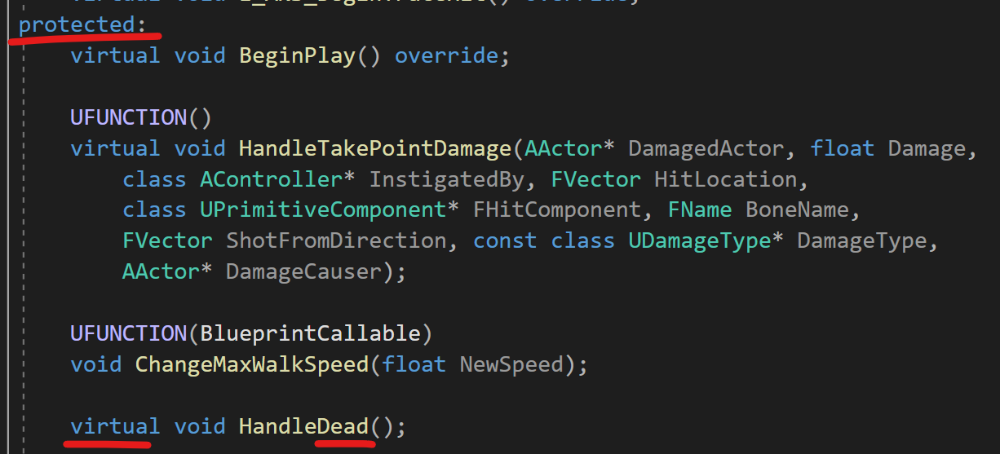 protected:
virtual void BeginPlay() override;
UFUNCTION()
virtual void HandleTakePointDamage(AActor* DamagedActor, float Damage,
class AController* InstigatedBy, FVector HitLocation,
class UPrimitiveComponent* FHitComponent, FName BoneName,
FVector ShotFromDirection, const class UDamageType* DamageType,
AActor* DamageCauser);
UFUNCTION(BlueprintCallable)
void ChangeMaxWalkSpeed(float NewSpeed);
virtual void HandleDead();